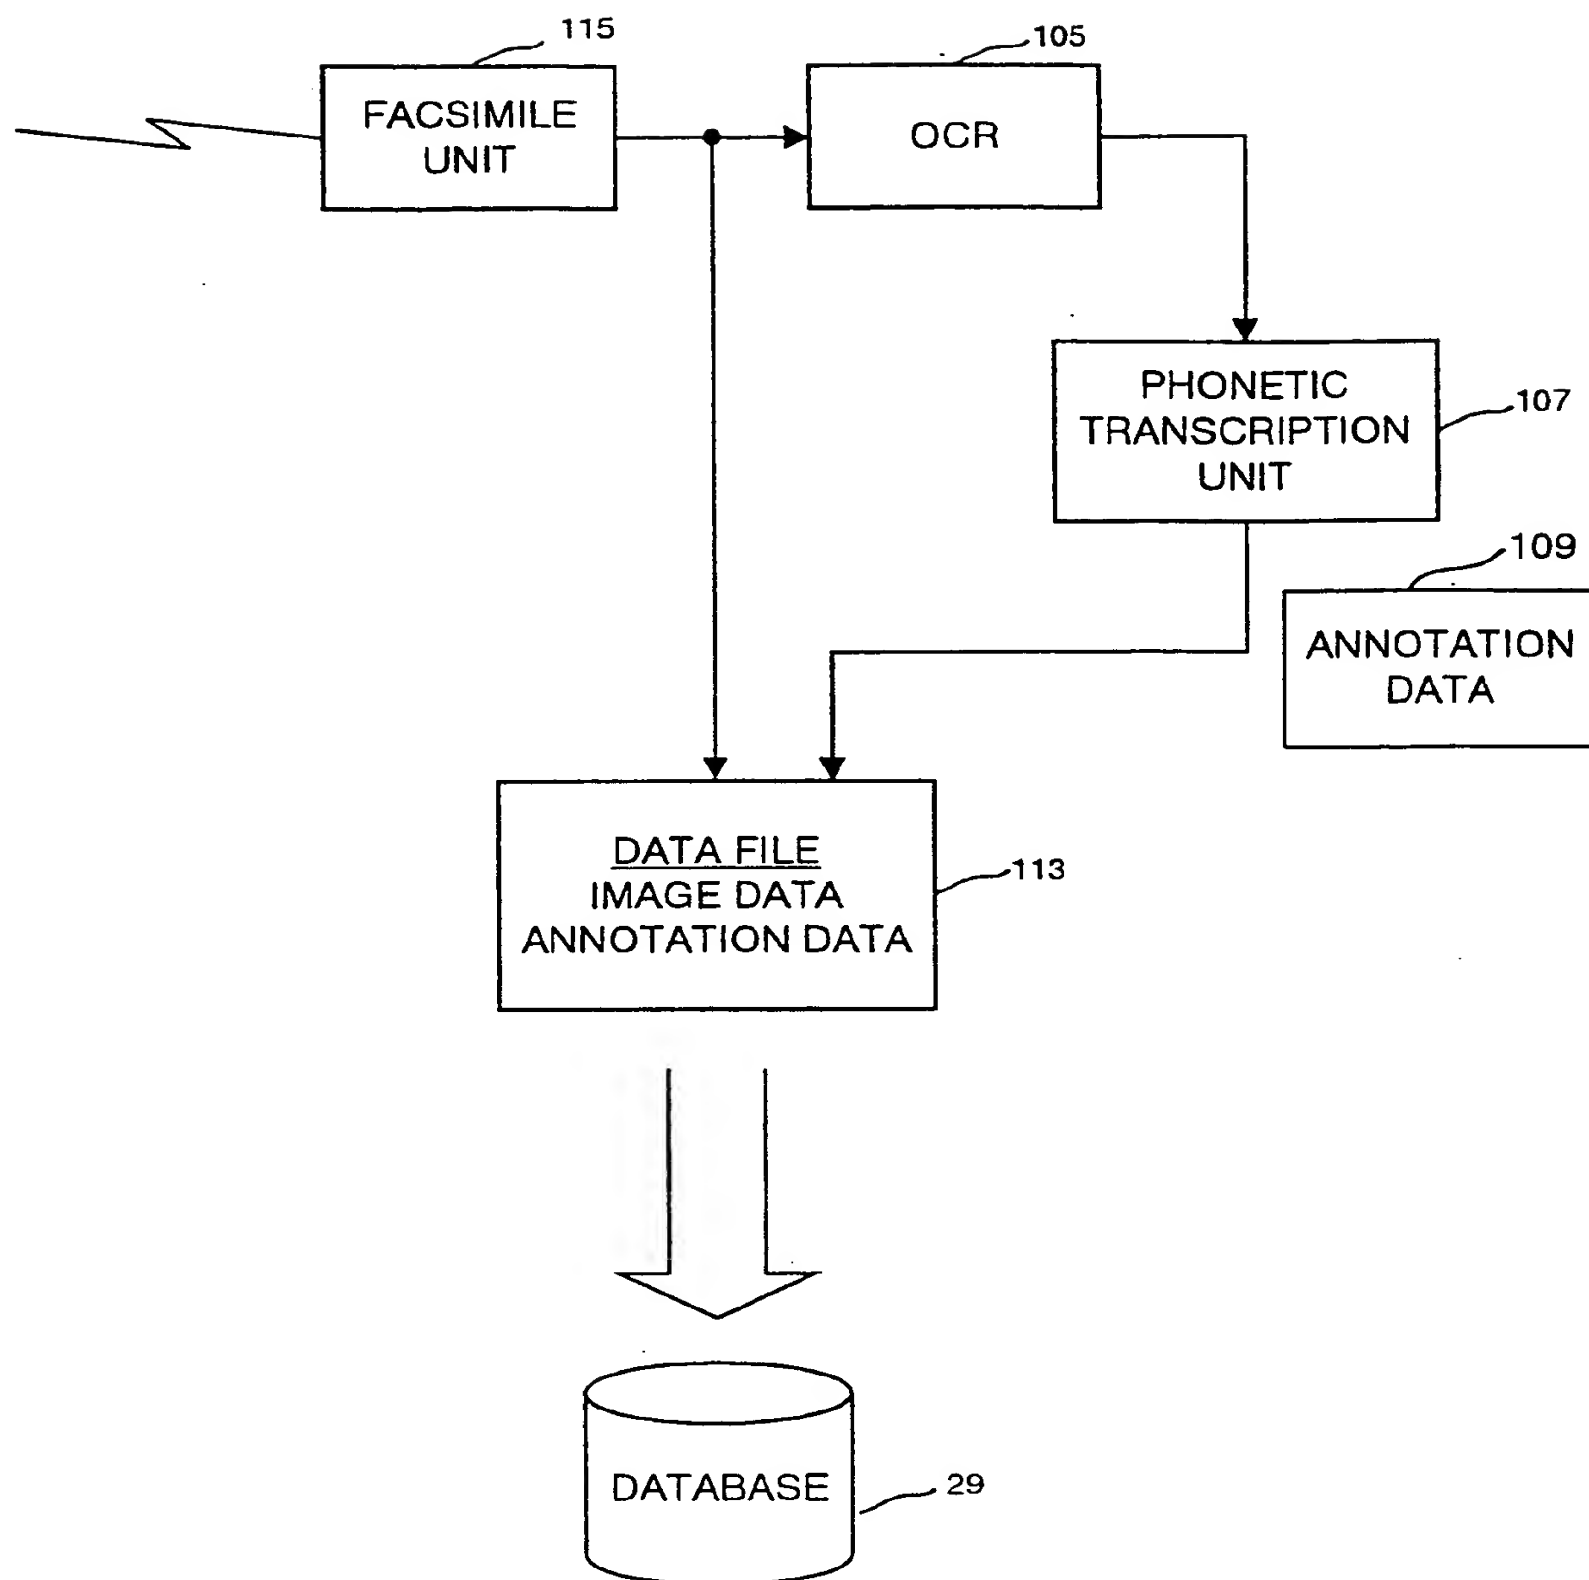 115
FACSIMILE
UNIT
105
OCR
PHONETIC
TRANSCRIPTION
UNIT
107
109
ANNOTATION
DATA
DATA FILE
IMAGE DATA
ANNOTATION DATA
113
DATABASE
29